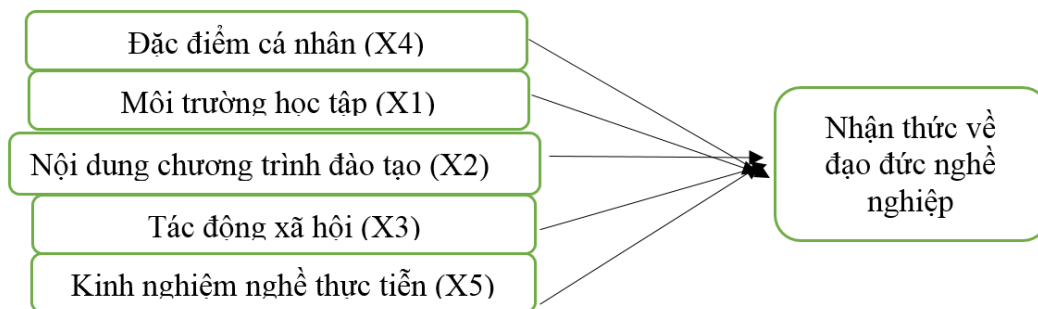 Đặc điểm cá nhân (X4)
Môi trường học tập (X1)
Nội dung chương trình đào tạo (X2)
Tác động xã hội (X3)
Kinh nghiệm nghề thực tiễn (X5)
Nhận thức về
đạo đức nghề
nghiệp